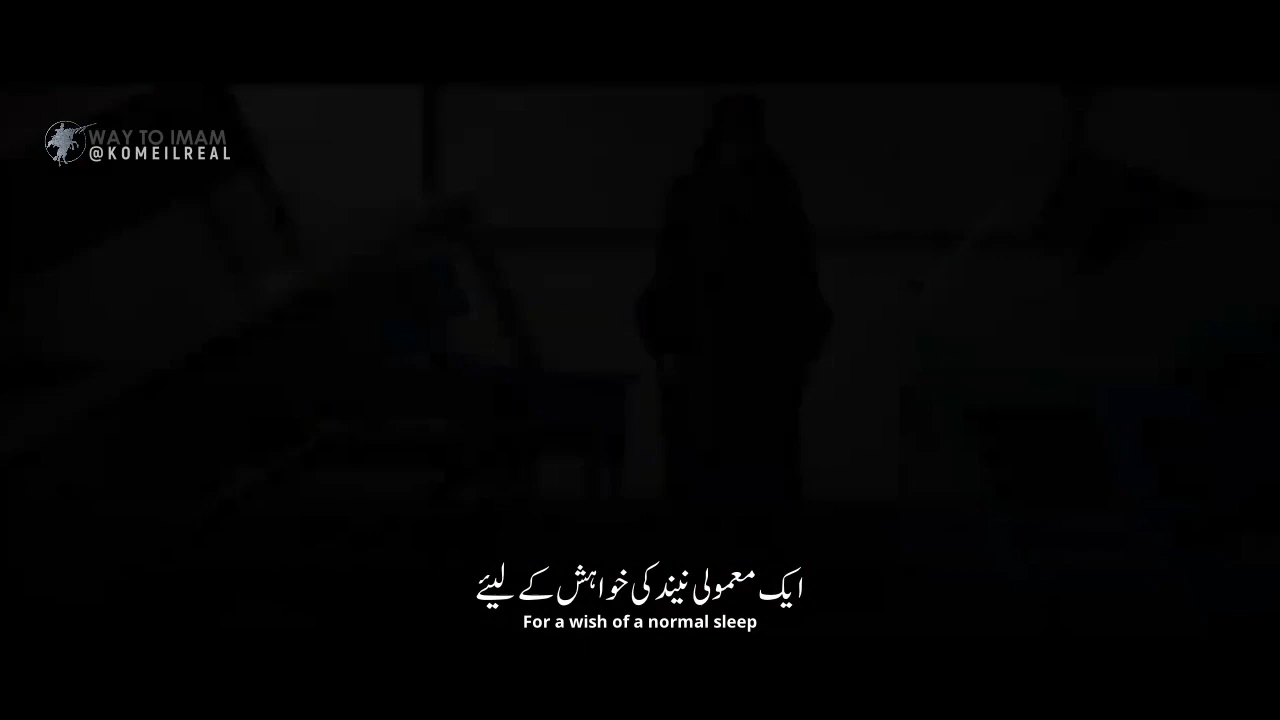 WAY TO IMAM
@KOMEILREAL
ایک معمولی نیند کی خواہش کے لیئے
For a wish of a normal sleep